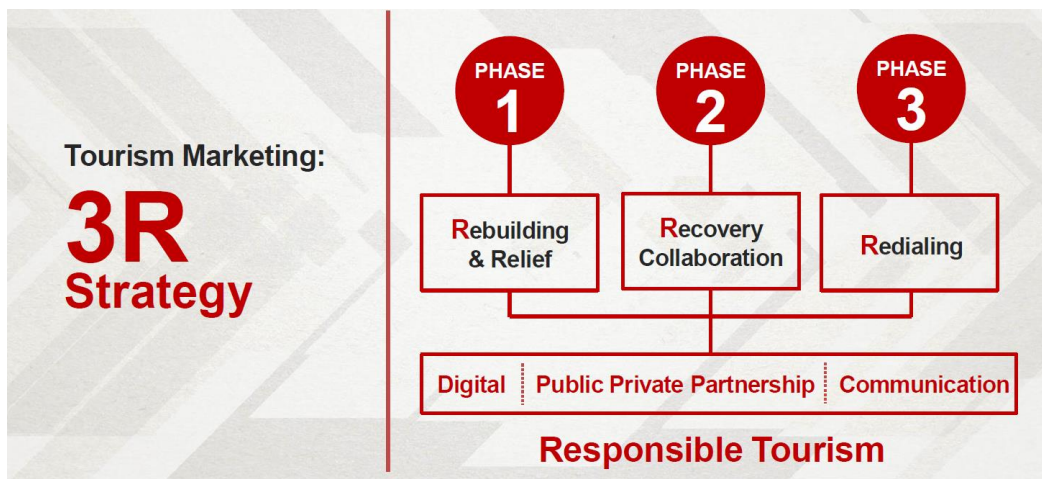 Tourism Marketing:
3R
Strategy
PHASE
1
PHASE
2
PHASE
3
Rebuilding
& Relief
Recovery
Collaboration
Redialing
Digital
Public Private Partnership
Communication
Responsible Tourism